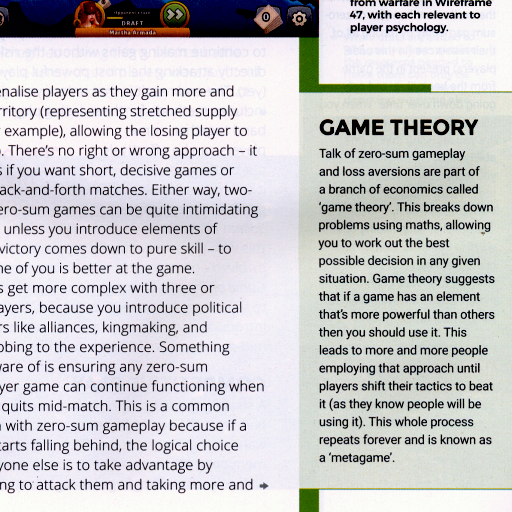 DRAFT
Martha Armada
0
from warfare in Wireframe
47, with each relevant to
player psychology.
enalise players as they gain more and
rritory (representing stretched supply
example), allowing the losing player to
). There's no right or wrong approach – it
s if you want short, decisive games or
ack-and-forth matches. Either way, two-
ero-sum games can be quite intimidating
unless you introduce elements of
victory comes down to pure skill – to
ne of you is better at the game.
s get more complex with three or
ayers, because you introduce political
rs like alliances, kingmaking, and
bbing to the experience. Something
vare of is ensuring any zero-sum
yer game can continue functioning when
quits mid-match. This is a common
n with zero-sum gameplay because if a
tarts falling behind, the logical choice
yone else is to take advantage by
ng to attack them and taking more and
GAME THEORY
Talk of zero-sum gameplay
and loss aversions are part of
a branch of economics called
‘game theory’. This breaks down
problems using maths, allowing
you to work out the best
possible decision in any given
situation. Game theory suggests
that if a game has an element
that's more powerful than others
then you should use it. This
leads to more and more people
employing that approach until
players shift their tactics to beat
it (as they know people will be
using it). This whole process
repeats forever and is known as
a ‘metagame’.